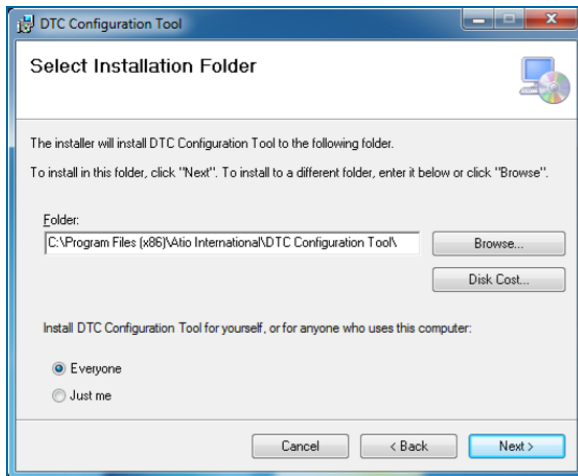 DTC Configuration Tool
Select Installation Folder
The installer will install DTC Configuration Tool to the following folder.
To install in this folder, click "Next". To install to a different folder, enter it below or click "Browse".
Folder:
C:\Program Files (x86)\Atio International\DTC Configuration Tool\
Browse...
Disk Cost...
Install DTC Configuration Tool for yourself, or for anyone who uses this computer:
Everyone
Just me
Cancel
< Back
Next >